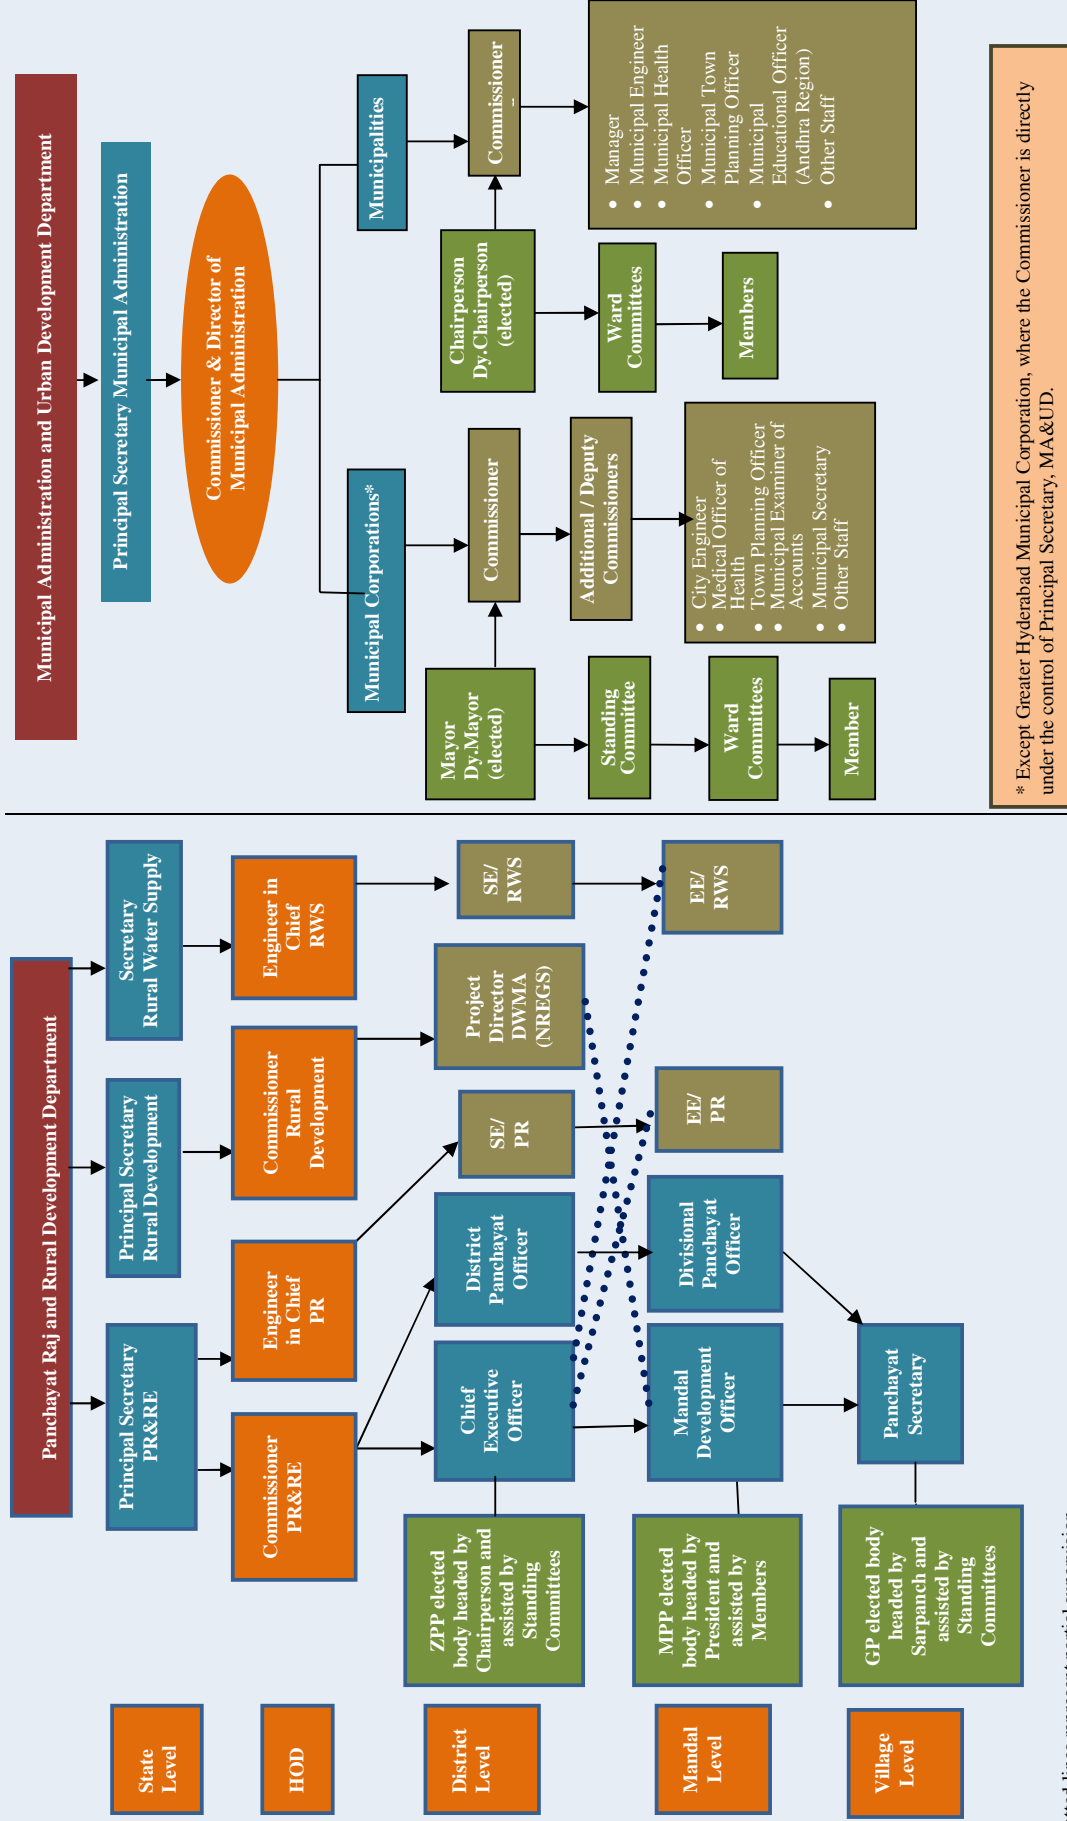 Panchayat Raj and Rural Development Department
Principal Secretary
PR&RE
Principal Secretary
Rural Development
Secretary
Rural Water Supply
State
Level
HOD
Commissioner
PR&RE
Engineer
in Chief
PR
Commissioner
Rural
Development
Engineer in
Chief
RWS
District
Level
ZPP elected
body headed by
Chairperson and
assisted by
Standing
Committees
Chief
Executive
Officer
District
Panchayat
Officer
SE/
PR
Project
Director
DWMA
(NREGS)
SE/
RWS
Mandal
Level
MPP elected
body headed by
President and
assisted by
Members
Mandal
Development
Officer
Divisional
Panchayat
Officer
EE/
PR
EE/
RWS
Village
Level
GP elected body
headed by
Sarpanch and
assisted by
Standing
Committees
Panchayat
Secretary
Municipal Administration and Urban Development Department
Principal Secretary Municipal Administration
Commissioner & Director of
Municipal Administration
Municipal Corporations*
Municipalities
Mayor
Dy.Mayor
(elected)
Commissioner
Chairperson
Dy.Chairperson
(elected)
Commissioner
Standing
Committee
Additional / Deputy
Commissioners
Ward
Committees
• Manager
• Municipal Engineer
• Municipal Health
Officer
• Municipal Town
Planning Officer
• Municipal
Educational Officer
(Andhra Region)
• Other Staff
Ward
Committees
• City Engineer
• Medical Officer of
Health
• Town Planning Officer
• Municipal Examiner of
Accounts
• Municipal Secretary
• Other Staff
Members
Member
* Except Greater Hyderabad Municipal Corporation, where the Commissioner is directly
under the control of Principal Secretary, MA&UD.